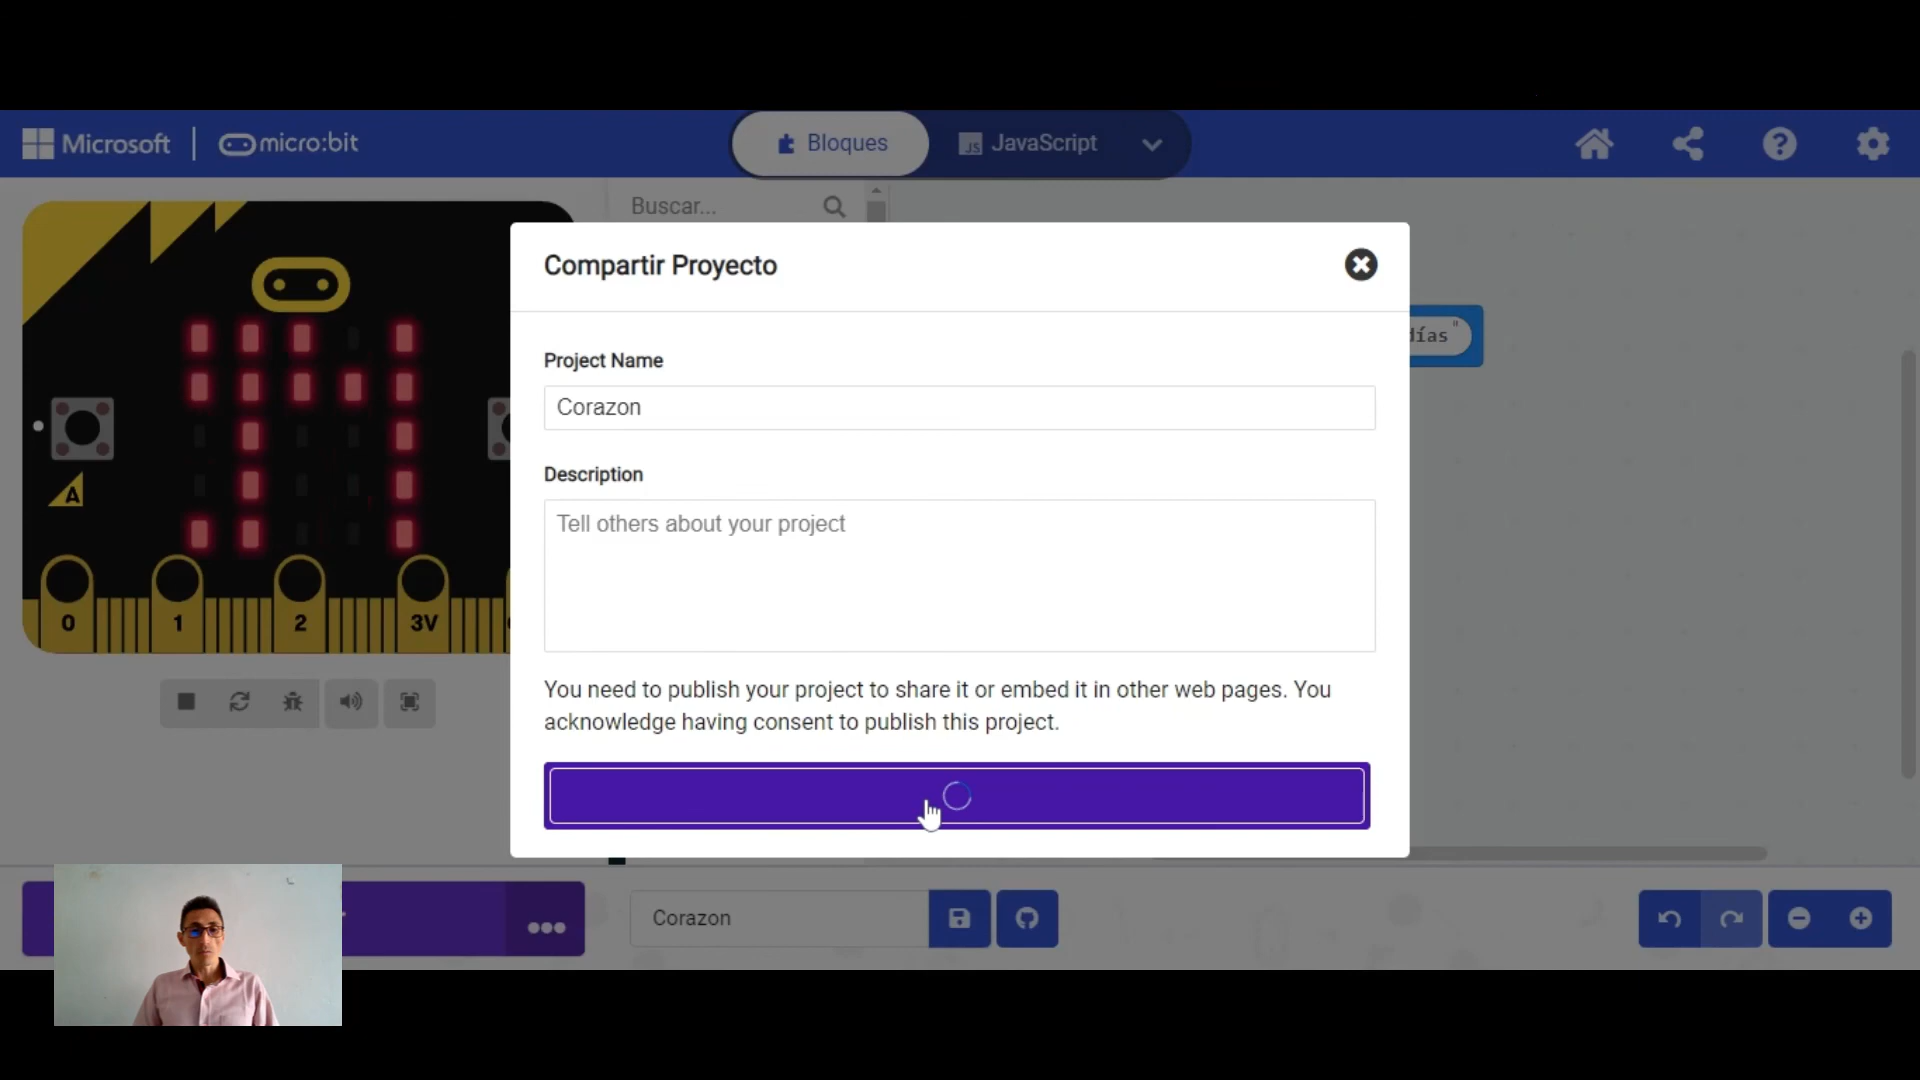 Microsoft | micro:bit
Bloques
JS JavaScript
Buscar...
Compartir Proyecto
días"
Project Name
Corazon
Description
Tell others about your project
A
0 1 2 3V
You need to publish your project to share it or embed it in other web pages. You
acknowledge having consent to publish this project.
Corazon